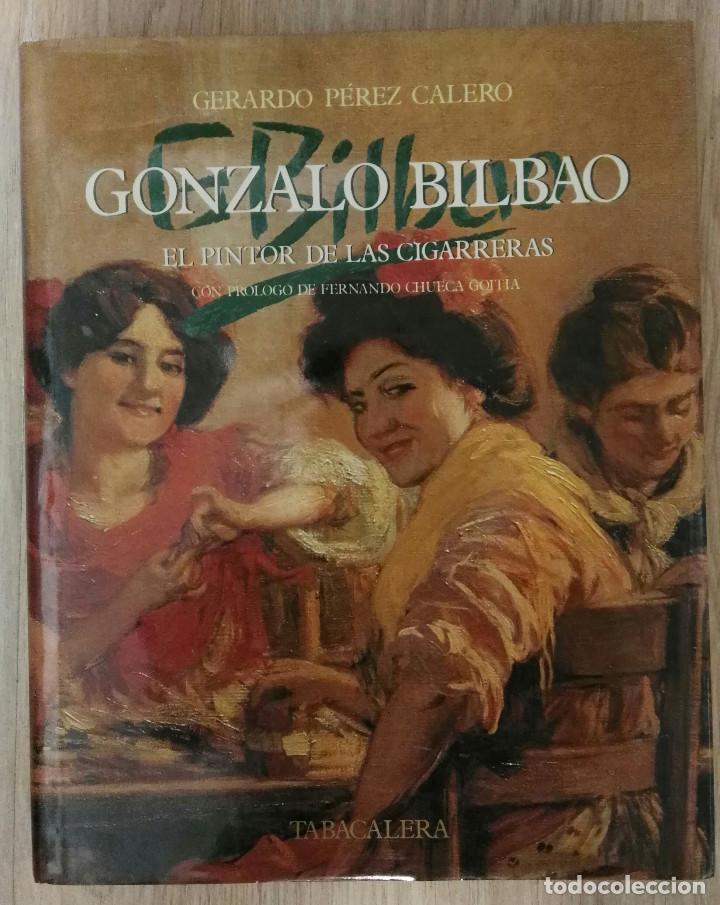 GERARDO PÉREZ CALERO
G Bilbao
GONZALO BILBAO
EL PINTOR DE LAS CIGARRERAS
CON PROLOGO DE FERNANDO CHUECA GOITIA
TABACALERA
todocoleccion.net